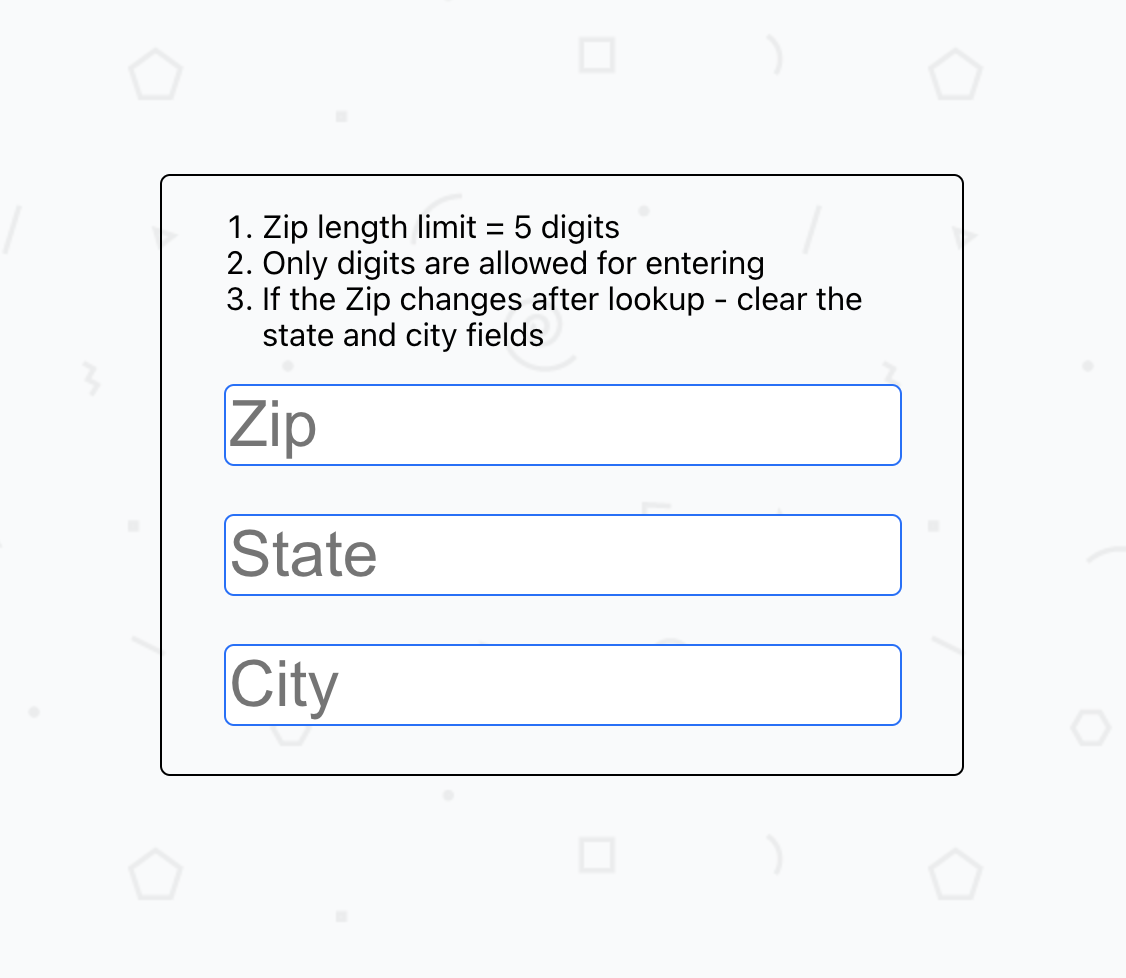 1. Zip length limit = 5 digits
2. Only digits are allowed for entering
3. If the Zip changes after lookup - clear the
state and city fields
Zip
State
City